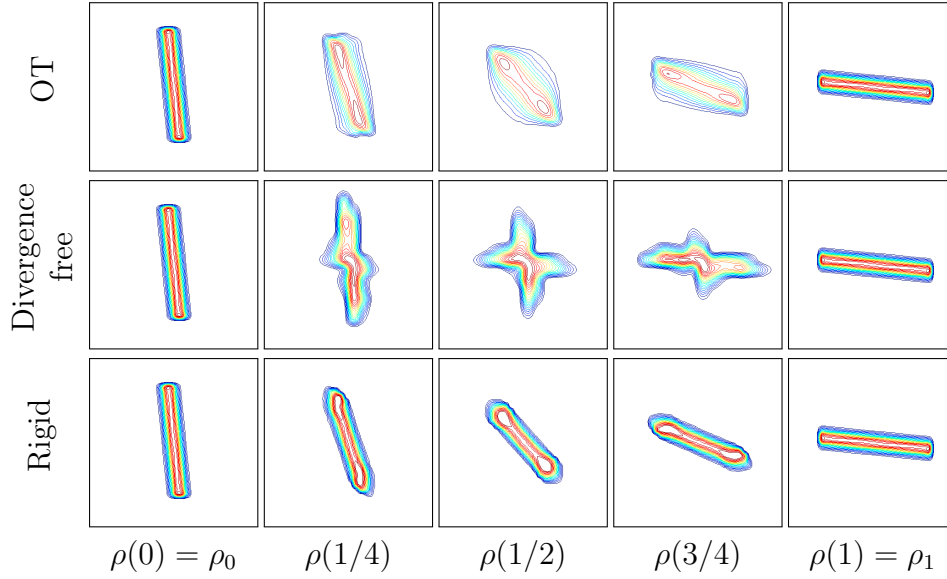 OT
Divergence
free
Rigid
ρ(0) = ρ₀ ρ(1/4) ρ(1/2) ρ(3/4) ρ(1) = ρ₁